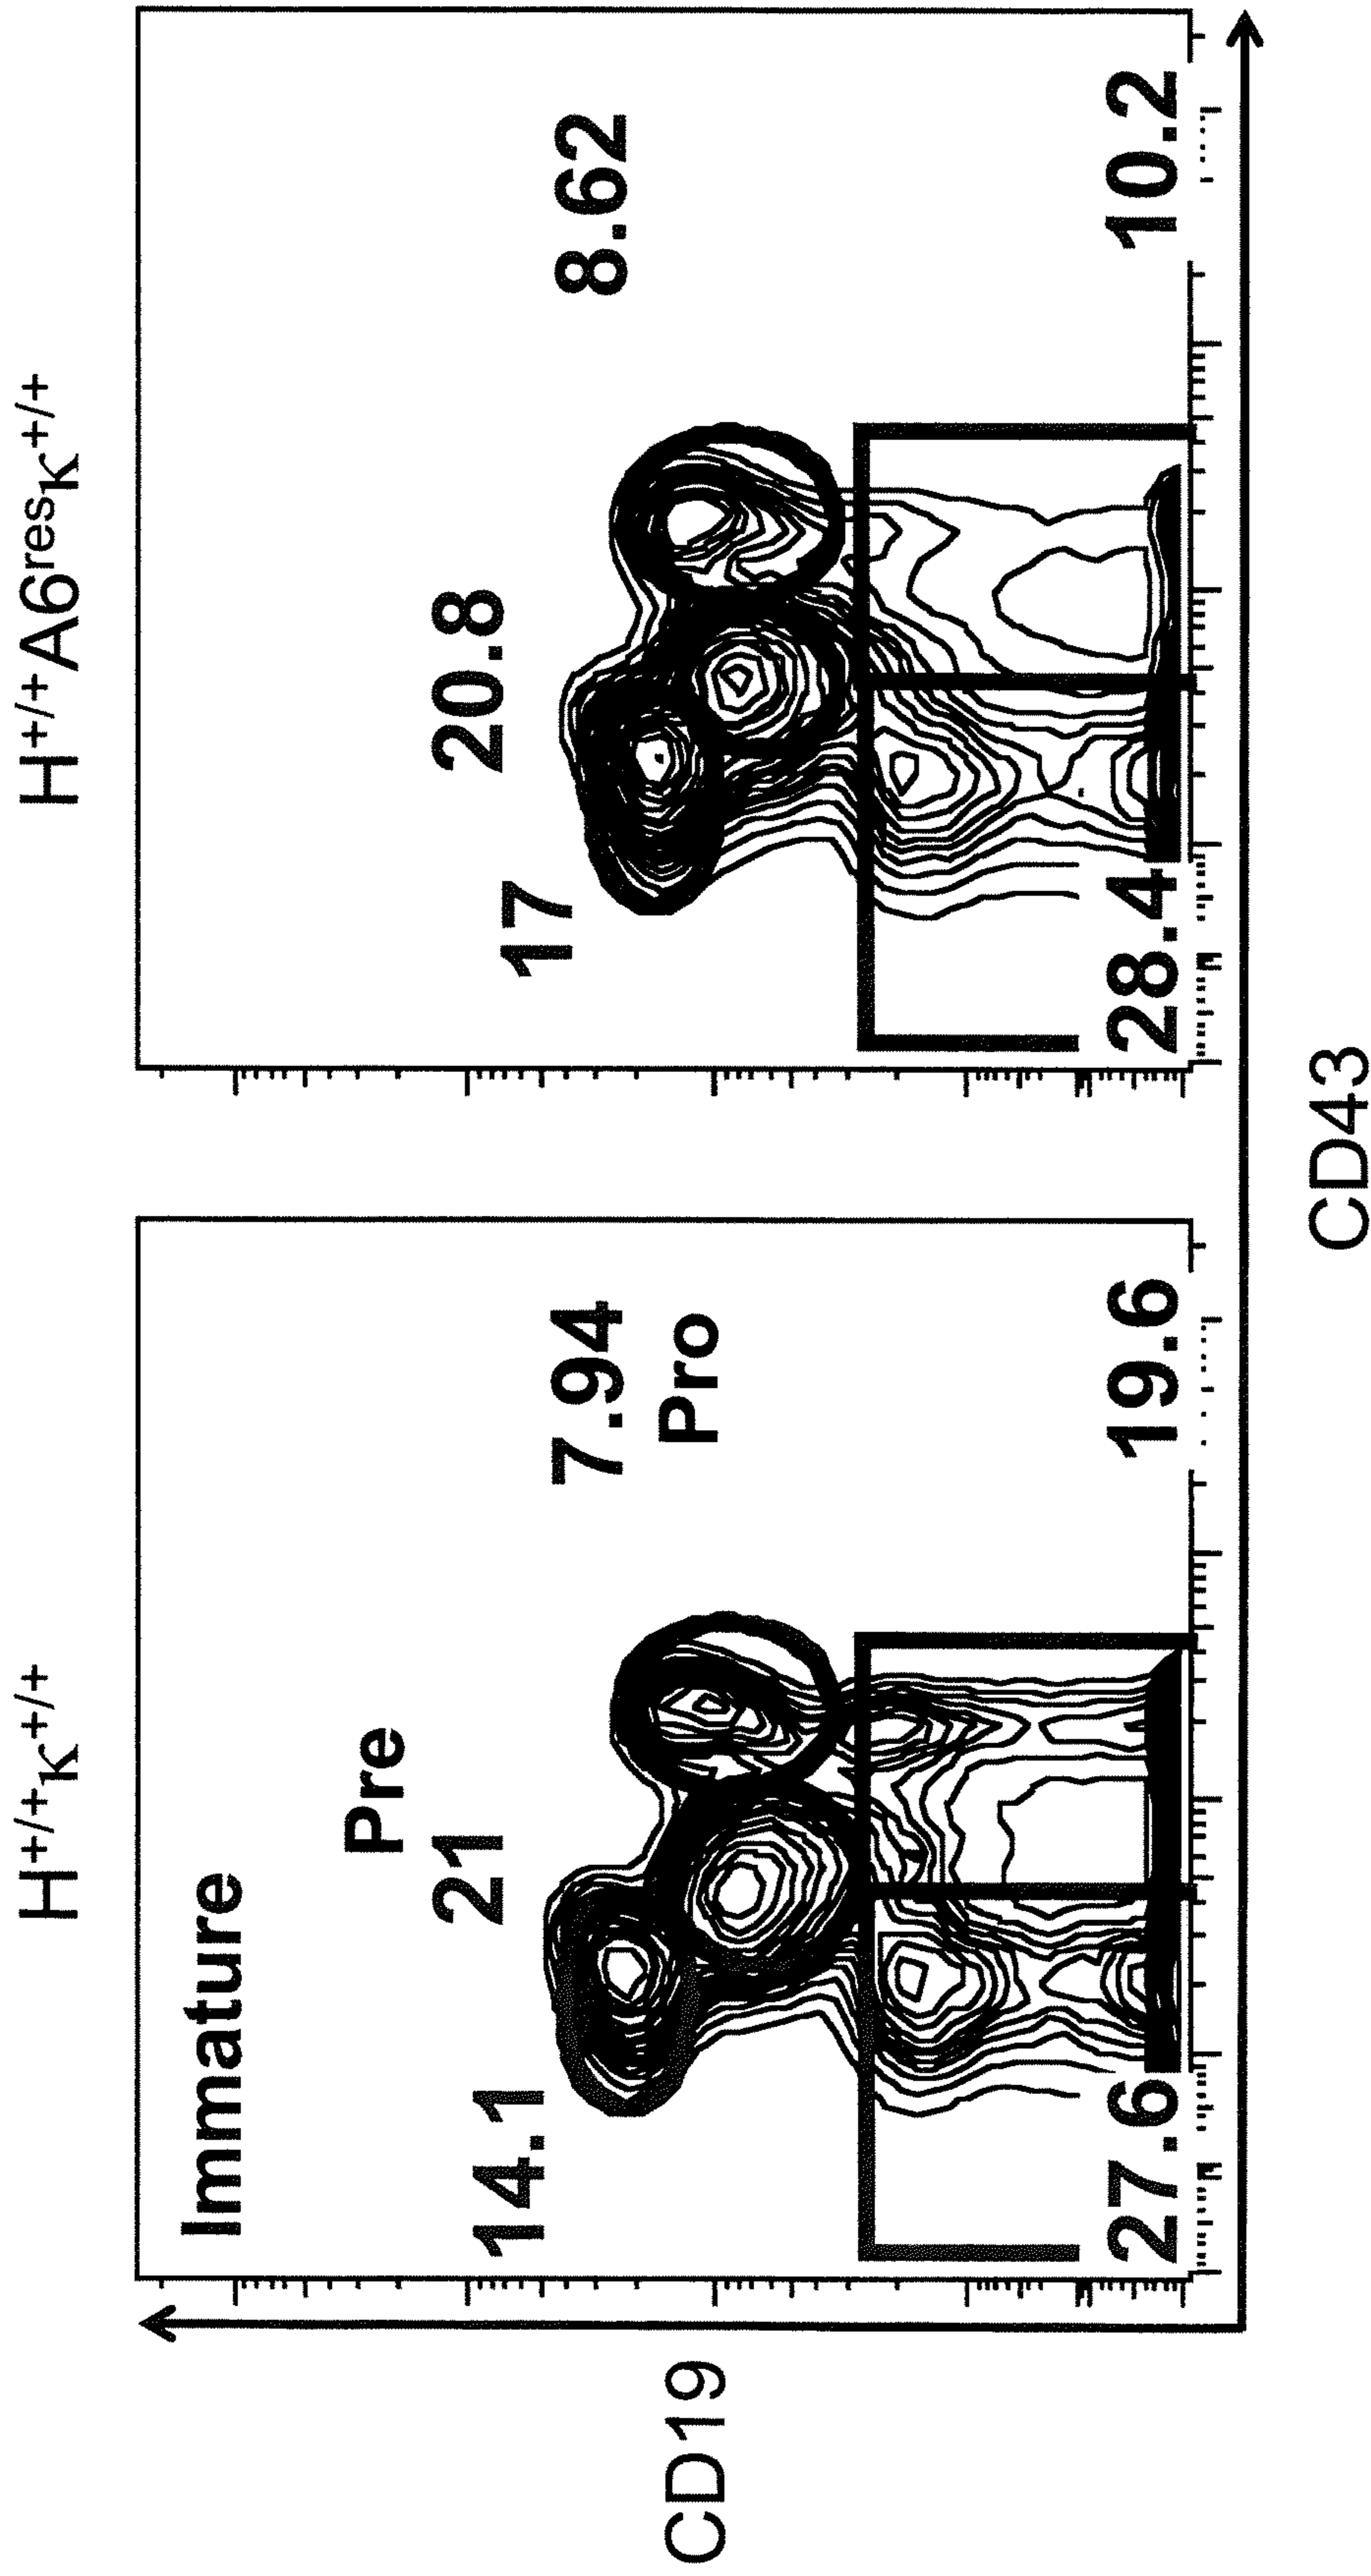 H+/+κ+/+
H+/+A6resκ+/+
Immature
Pre
14.1
21
7.94
Pro
27.6
19.6
17
20.8
8.62
28.4
10.2
CD19
CD43